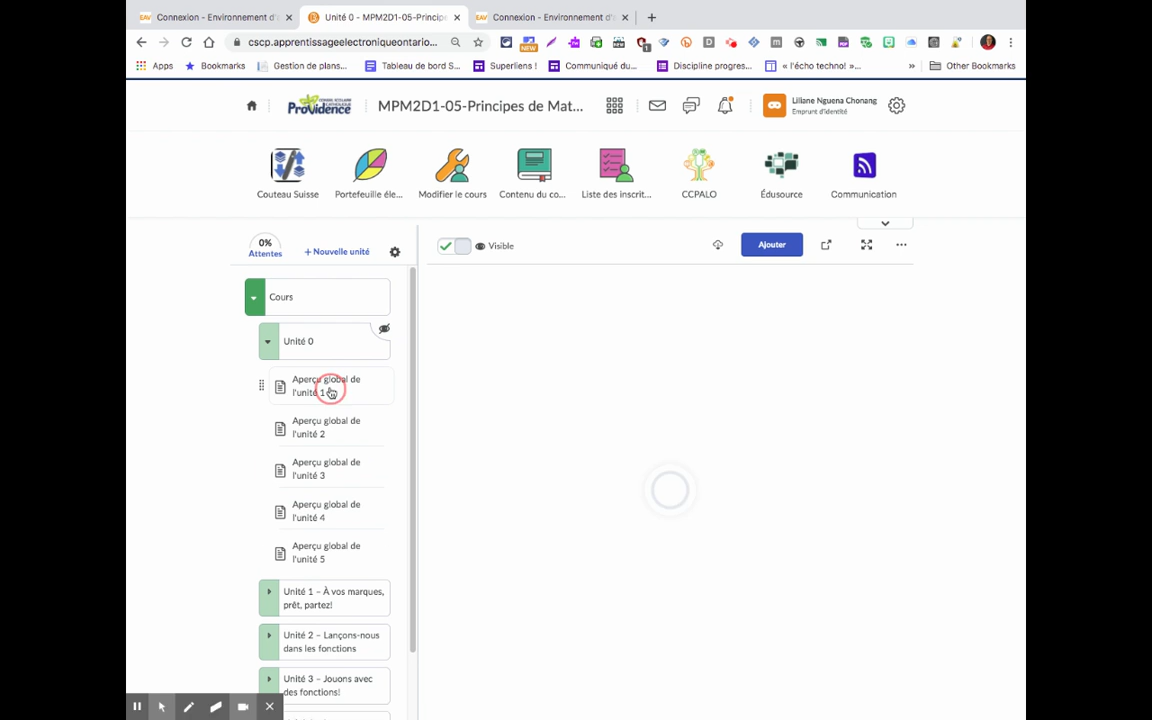 Connexion - Environnement d'
Unité 0 - MPM2D1-05-Principe
Connexion - Environnement d'
cscp.apprentissageelectroniqueontario...
Apps
Bookmarks
Gestion de plans...
Tableau de bord S...
Superliens !
Communiqué du...
Discipline progres...
« l'écho techno! »...
»
Other Bookmarks
Providence
MPM2D1-05-Principes de Mat...
Liliane Nguena Chonang
Emprunt d'identité
Couteau Suisse
Portefeuille éle...
Modifier le cours
Contenu du co...
Liste des inscrit...
CCPALO
Édusource
Communication
0%
Attentes
+ Nouvelle unité
Visible
Ajouter
Cours
Unité 0
Aperçu global de
l'unité 1
Aperçu global de
l'unité 2
Aperçu global de
l'unité 3
Aperçu global de
l'unité 4
Aperçu global de
l'unité 5
Unité 1 – À vos marques,
prêt, partez!
Unité 2 – Lançons-nous
dans les fonctions
Unité 3 – Jouons avec
des fonctions!